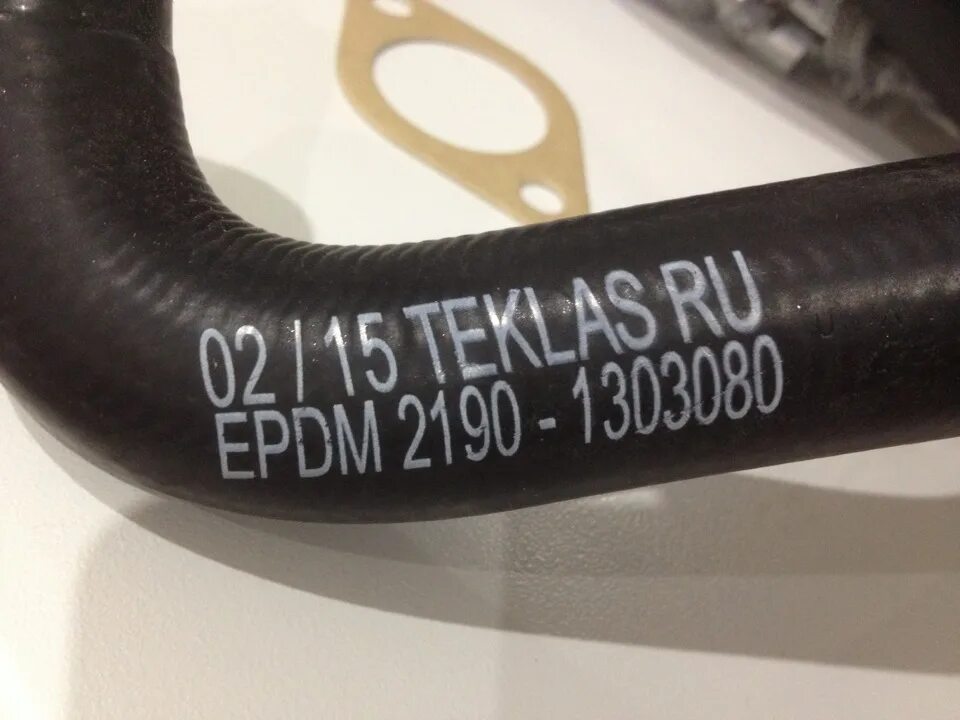 02 / 15 TEKLAS RU
EPDM 2190 - 1303080